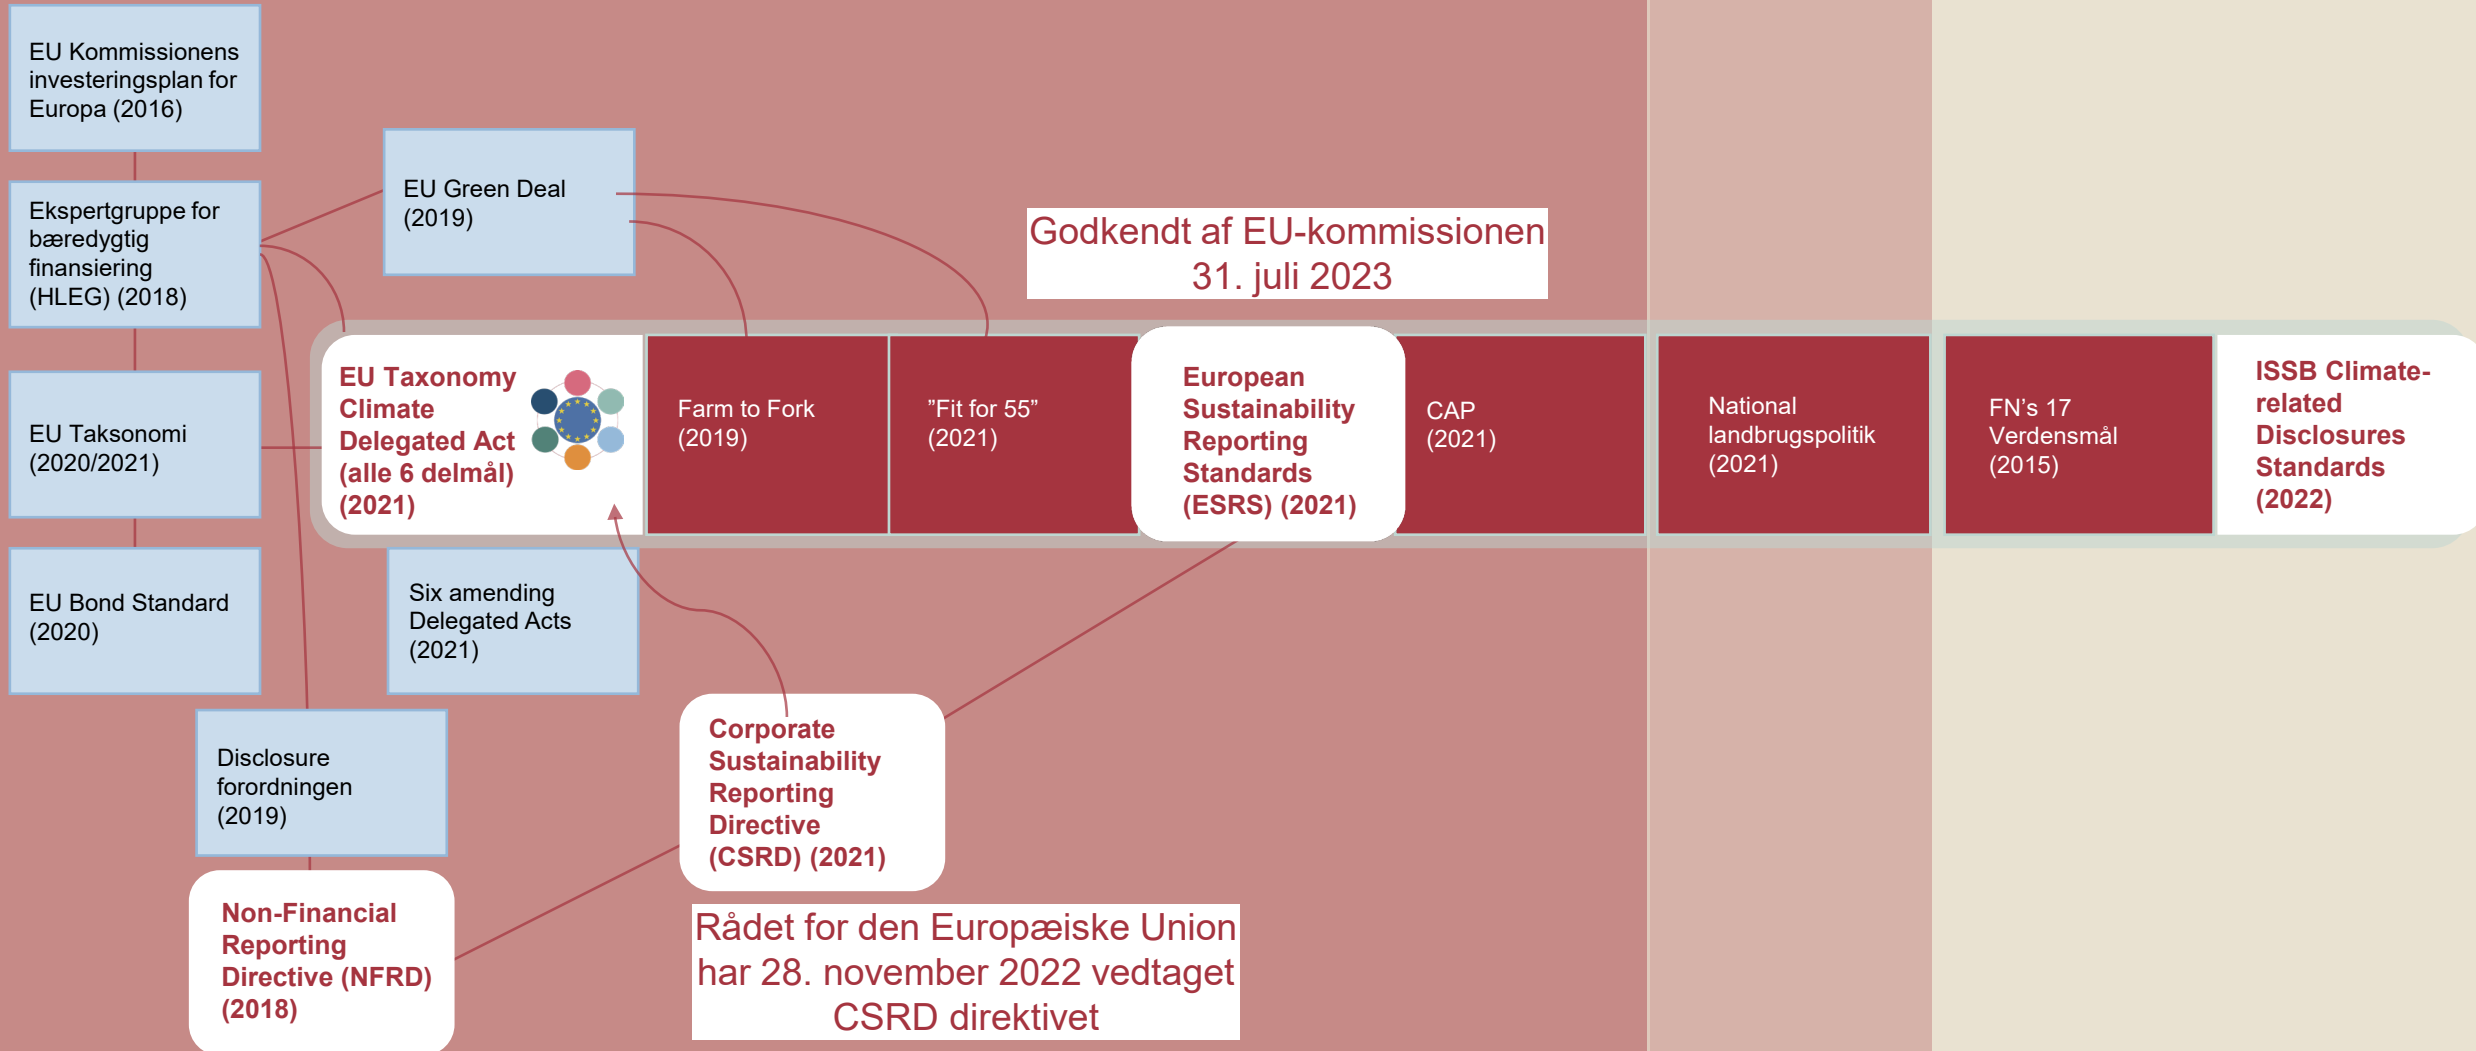 EU Kommissionens
investeringsplan for
Europa (2016)
Ekspertgruppe for
bæredygtig
finansiering
(HLEG) (2018)
EU Taksonomi
(2020/2021)
EU Bond Standard
(2020)
EU Green Deal
(2019)
Godkendt af EU-kommissionen
31. juli 2023
EU Taxonomy
Climate
Delegated Act
(alle 6 delmål)
(2021)
Farm to Fork
(2019)
”Fit for 55”
(2021)
European
Sustainability
Reporting
Standards
(ESRS) (2021)
CAP
(2021)
National
landbrugspolitik
(2021)
FN’s 17
Verdensmål
(2015)
ISSB Climate-
related
Disclosures
Standards
(2022)
Six amending
Delegated Acts
(2021)
Disclosure
forordningen
(2019)
Corporate
Sustainability
Reporting
Directive
(CSRD) (2021)
Non-Financial
Reporting
Directive (NFRD)
(2018)
Rådet for den Europæiske Union
har 28. november 2022 vedtaget
CSRD direktivet